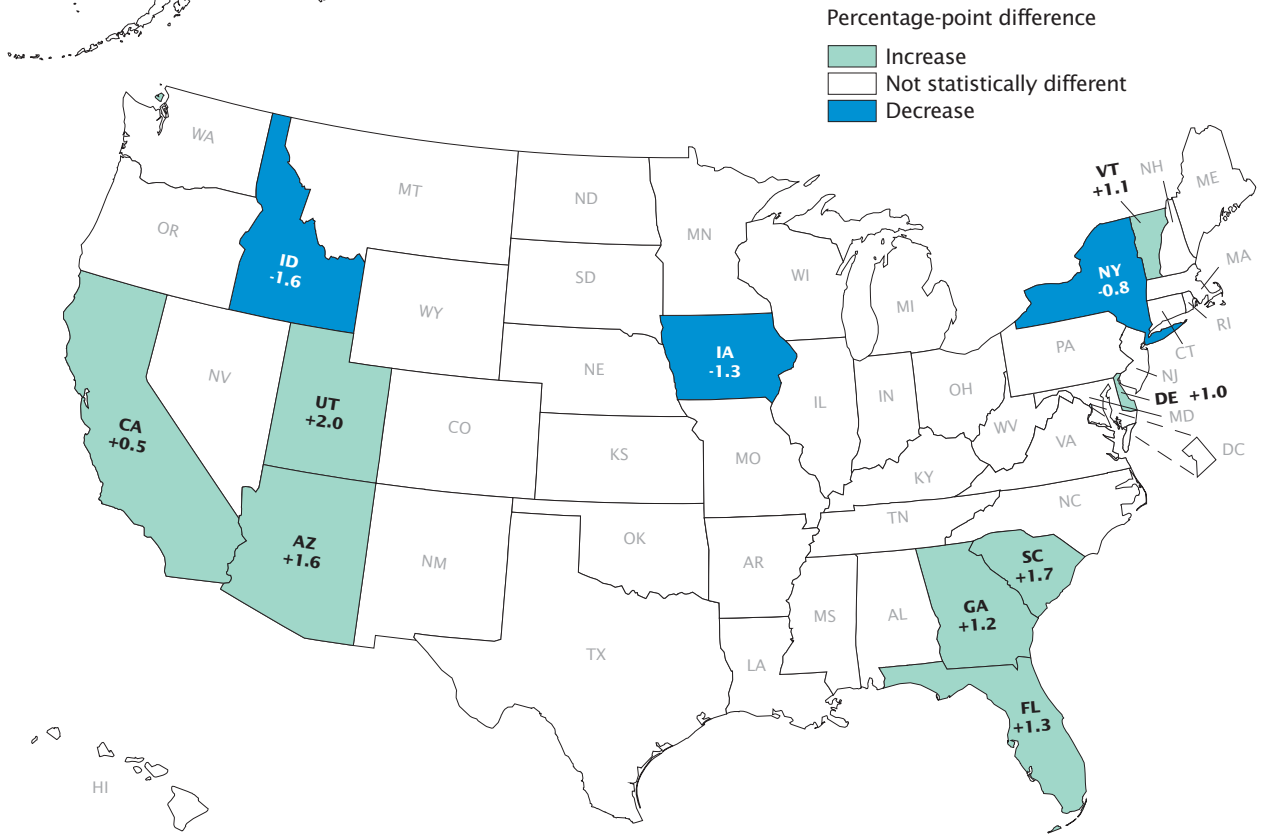 Percentage-point difference
Increase
Not statistically different
Decrease
WA
MT
ND
MN
VT
+1.1
NH
ME
OR
ID
-1.6
SD
WI
MI
NY
-0.8
MA
WY
RI
IA
-1.3
PA
CT
NV
NE
NJ
UT
+2.0
IL
IN
OH
DE +1.0
MD
CA
+0.5
CO
KS
MO
WV
VA
DC
KY
NC
TN
AZ
+1.6
NM
OK
AR
SC
+1.7
MS
AL
GA
+1.2
TX
LA
FL
+1.3
HI